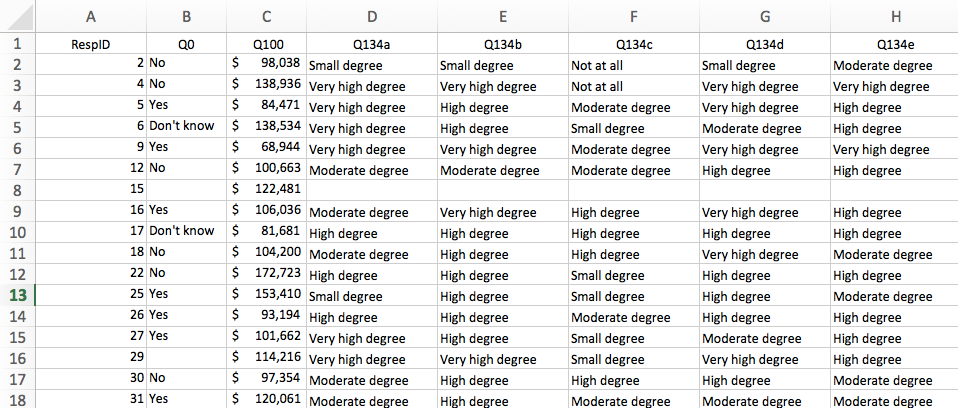 A B C D E F G H
1 RespID Q0 Q100 Q134a Q134b Q134c Q134d Q134e
2 2 No $ 98,038 Small degree Small degree Not at all Small degree Moderate degree
3 4 No $ 138,936 Very high degree Very high degree Not at all Very high degree Very high degree
4 5 Yes $ 84,471 Very high degree High degree Moderate degree Very high degree High degree
5 6 Don't know $ 138,534 Very high degree High degree Small degree Moderate degree High degree
6 9 Yes $ 68,944 Very high degree Very high degree Moderate degree Very high degree Very high degree
7 12 No $ 100,663 Moderate degree Moderate degree Moderate degree High degree High degree
8 15 $ 122,481
9 16 Yes $ 106,036 Moderate degree Very high degree High degree Very high degree High degree
10 17 Don't know $ 81,681 High degree High degree High degree High degree High degree
11 18 No $ 104,200 Moderate degree High degree High degree Very high degree Moderate degree
12 22 No $ 172,723 High degree High degree Small degree High degree High degree
13 25 Yes $ 153,410 Small degree High degree Small degree High degree Moderate degree
14 26 Yes $ 93,194 High degree High degree Moderate degree High degree High degree
15 27 Yes $ 101,662 Very high degree High degree Small degree Moderate degree High degree
16 29 $ 114,216 Very high degree Very high degree Small degree Very high degree High degree
17 30 No $ 97,354 Moderate degree High degree High degree High degree Moderate degree
18 31 Yes $ 120,061 Moderate degree High degree Moderate degree Moderate degree Moderate degree